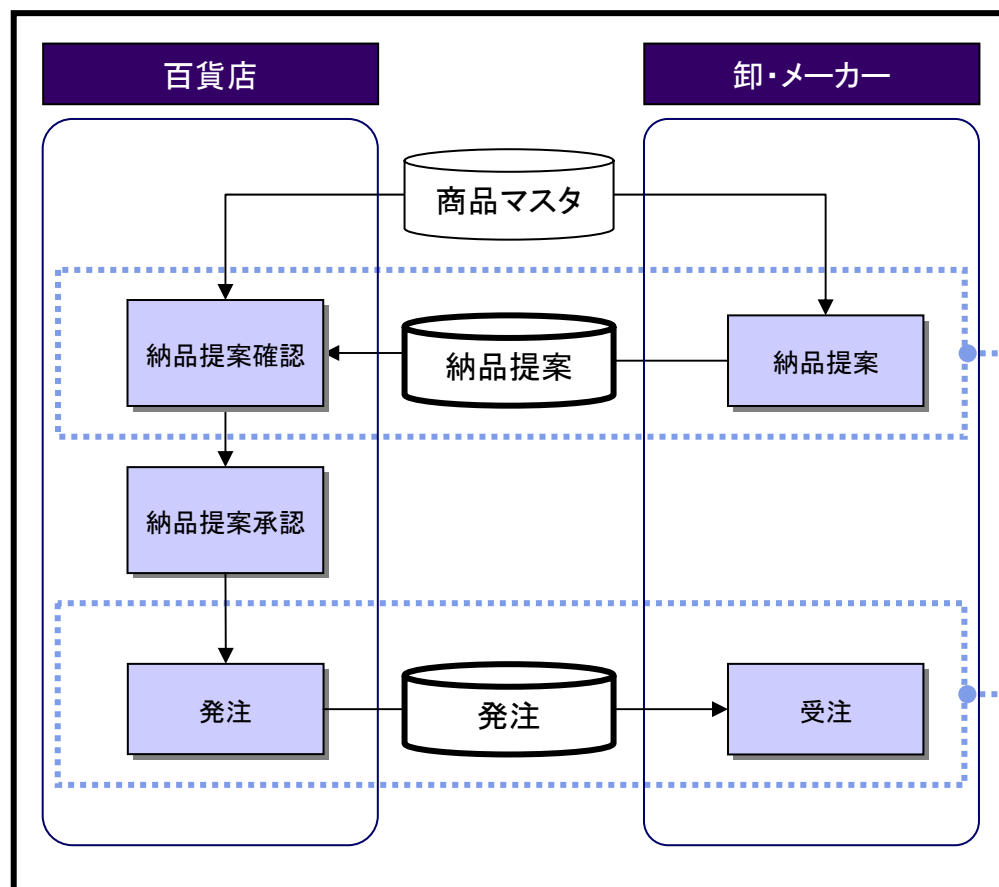 百貨店
卸・メーカー
商品マスタ
納品提案確認
納品提案
納品提案
納品提案承認
発注
発注
受注